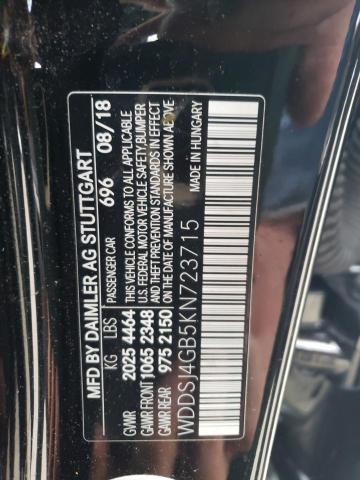 MFD BY DAIMLER AG STUTTGART
PASSENGER CAR 696 08/18
KG LBS
GVWR 2025 4464
GAWR FRONT 1065 2348
GAWR REAR 975 2150
THIS CAR CONFORMS TO ALL APPLICABLE
U.S. FEDERAL MOTOR VEHICLE SAFETY, BUMPER
AND THEFT PREVENTION STANDARDS IN EFFECT
ON THE DATE OF MANUFACTURE SHOWN ABOVE
WDDSJ4GB5KN723715
MADE IN HUNGARY